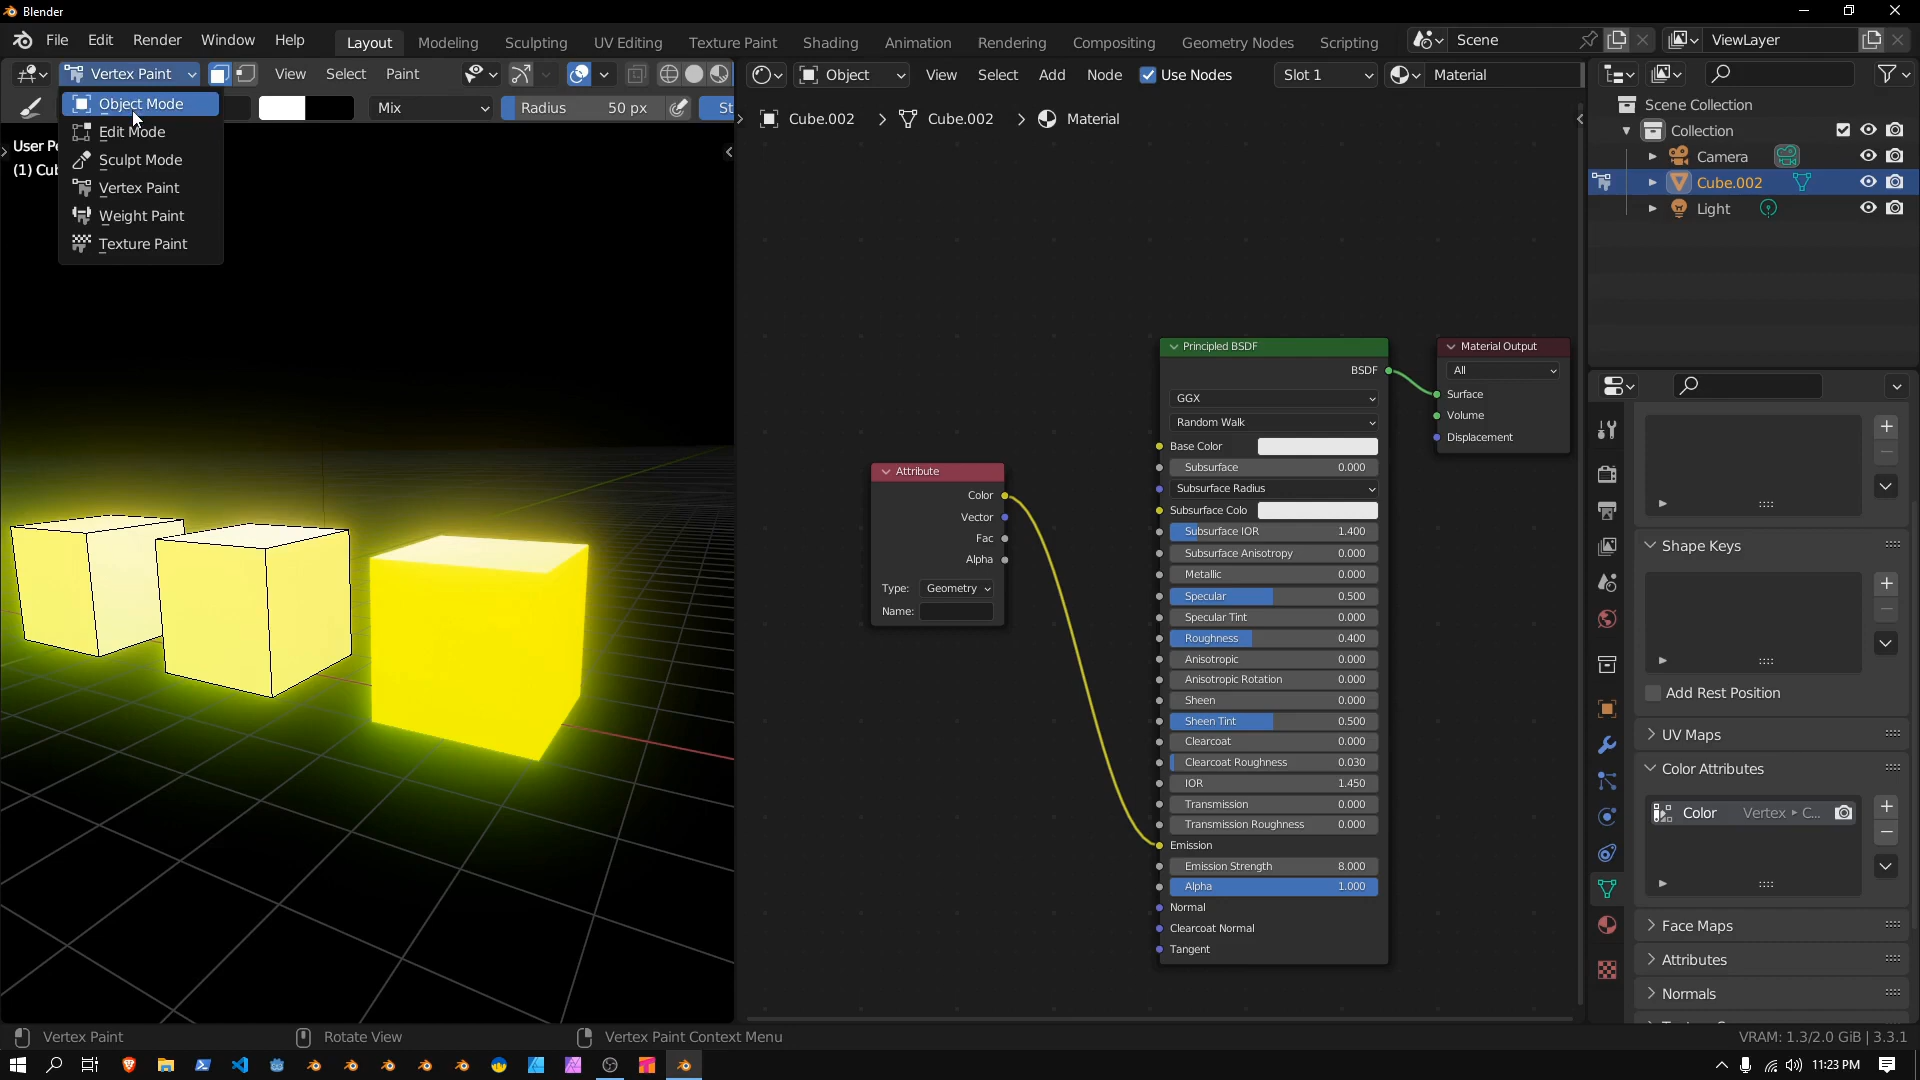 Blender
File Edit Render Window Help Layout Modeling Sculpting UV Editing Texture Paint Shading Animation Rendering Compositing Geometry Nodes Scripting Scene ViewLayer
Vertex Paint View Select Paint Object View Select Add Node Use Nodes Slot 1 Material
Mix Radius 50 px St
Object Mode
Edit Mode
Sculpt Mode
Vertex Paint
Weight Paint
Texture Paint
User Pe
(1) Cub
Cube.002 > Cube.002 > Material
Scene Collection
Collection
Camera
Cube.002
Light
Attribute
Color
Vector
Fac
Alpha
Type: Geometry
Name:
Principled BSDF
BSDF
GGX
Random Walk
Base Color
Subsurface 0.000
Subsurface Radius
Subsurface Colo
Subsurface IOR 1.400
Subsurface Anisotropy 0.000
Metallic 0.000
Specular 0.500
Specular Tint 0.000
Roughness 0.400
Anisotropic 0.000
Anisotropic Rotation 0.000
Sheen 0.000
Sheen Tint 0.500
Clearcoat 0.000
Clearcoat Roughness 0.030
IOR 1.450
Transmission 0.000
Transmission Roughness 0.000
Emission
Emission Strength 8.000
Alpha 1.000
Normal
Clearcoat Normal
Tangent
Material Output
All
Surface
Volume
Displacement
Shape Keys
Add Rest Position
UV Maps
Color Attributes
Color Vertex ▸ C...
Face Maps
Attributes
Normals
Vertex Paint Rotate View Vertex Paint Context Menu VRAM: 1.3/2.0 GiB | 3.3.1
11:23 PM